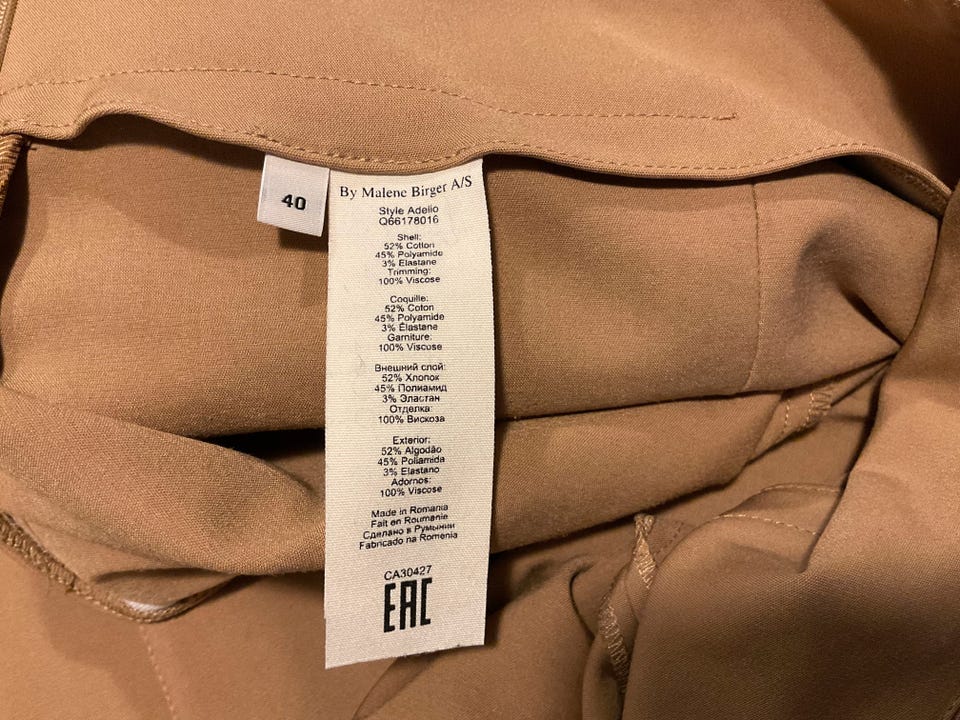 40
By Malene Birger A/S
Style Adelio
Q66178016
Shell:
52% Cotton
45% Polyamide
3% Elastane
Trimming:
100% Viscose
Coquille:
52% Coton
45% Polyamide
3% Élastane
Garniture:
100% Viscose
Внешний слой:
52% Хлопок
45% Полиамид
3% Эластан
Отделка:
100% Вискоза
Exterior:
52% Algodão
45% Poliamida
3% Elastano
Adornos:
100% Viscose
Made in Romania
Fait en Roumanie
Сделано в Румынии
Fabricado na Romenia
CA30427
EAC